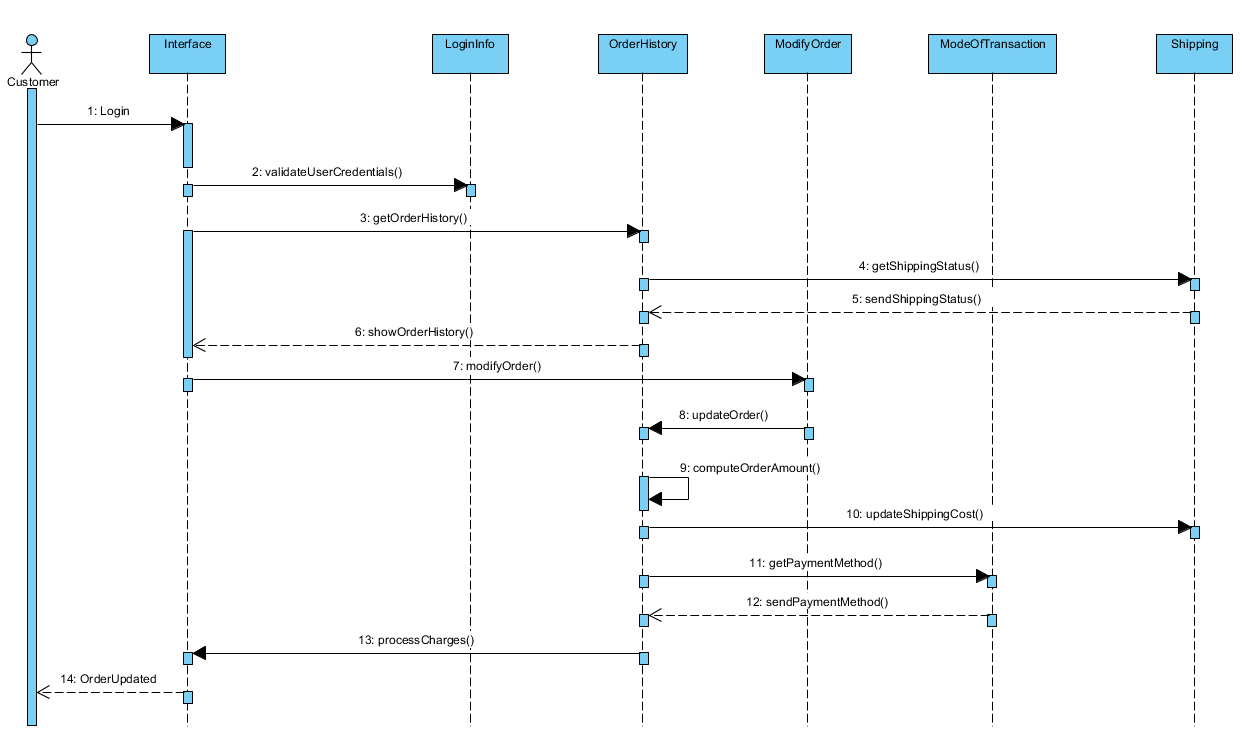 Interface
LoginInfo
OrderHistory
ModifyOrder
ModeOfTransaction
Shipping
Customer
1: Login
2: validateUserCredentials()
3: getOrderHistory()
4: getShippingStatus()
5: sendShippingStatus()
6: showOrderHistory()
7: modifyOrder()
8: updateOrder()
9: computeOrderAmount()
10: updateShippingCost()
11: getPaymentMethod()
12: sendPaymentMethod()
13: processCharges()
14: OrderUpdated